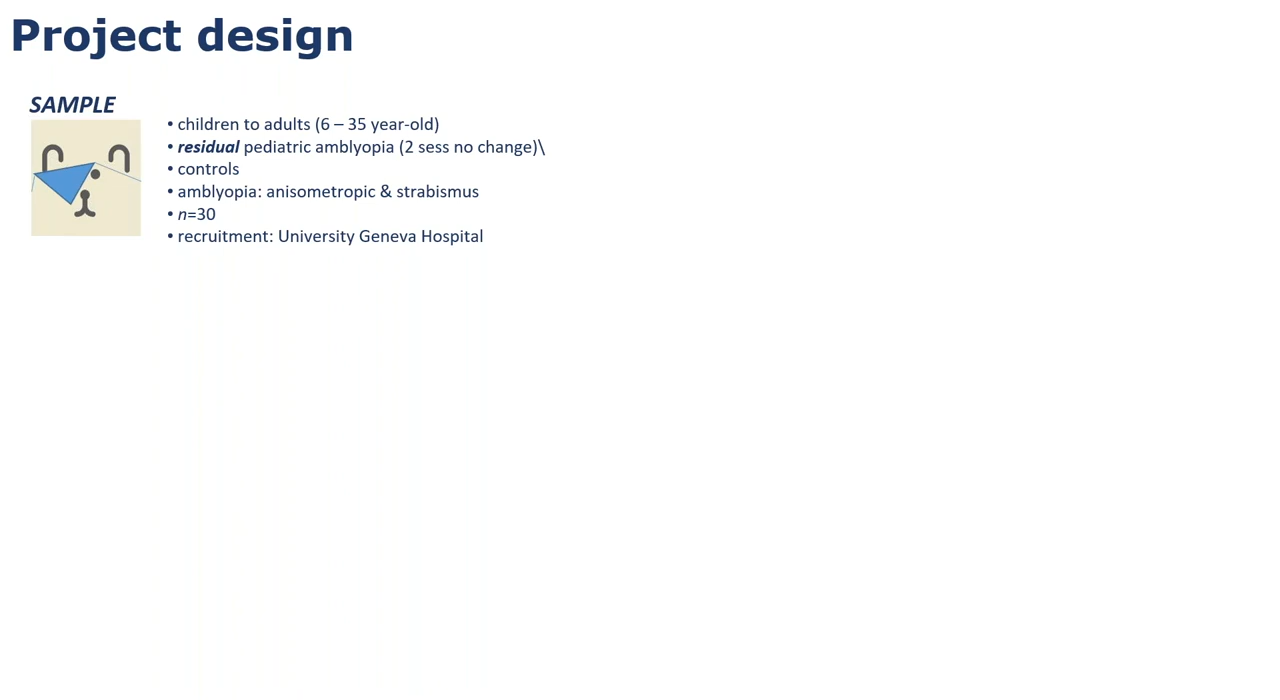 Project design
SAMPLE
• children to adults (6 – 35 year-old)
• residual pediatric amblyopia (2 sess no change)\
• controls
• amblyopia: anisometropic & strabismus
• n=30
• recruitment: University Geneva Hospital